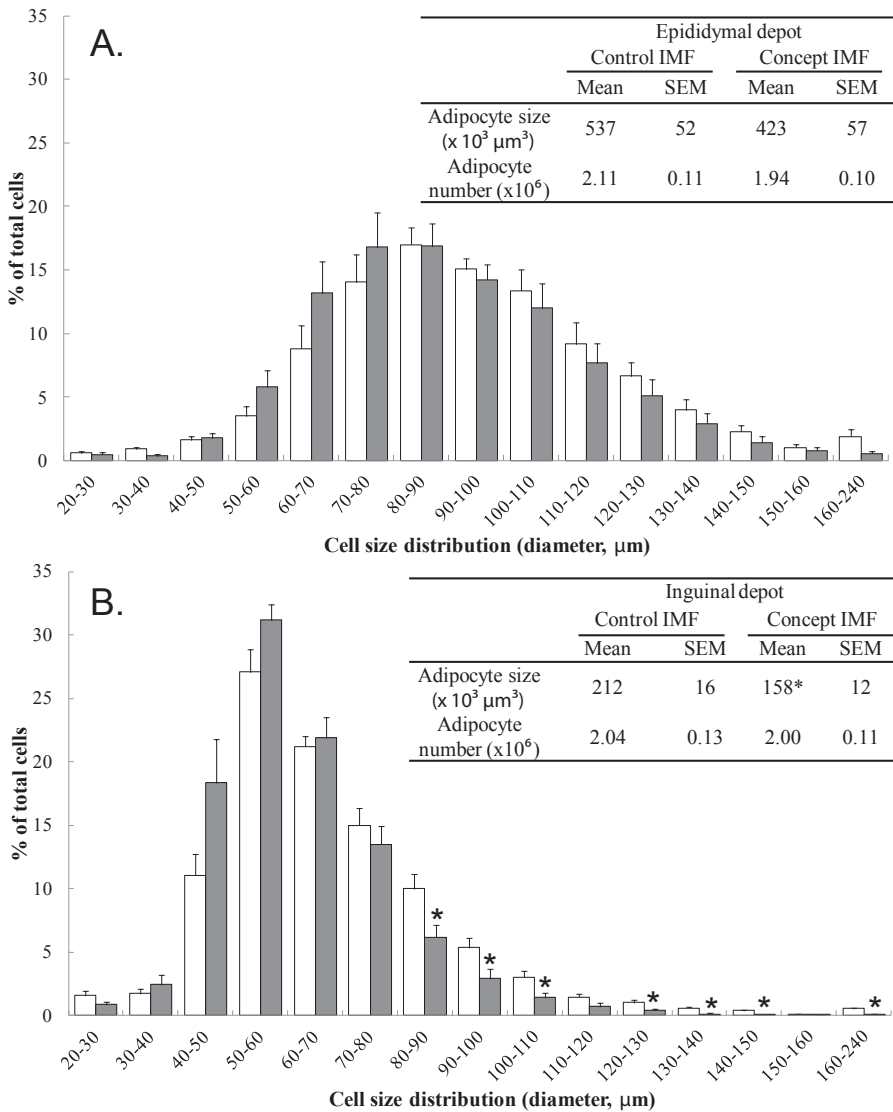 A.
Epididymal depot
Control IMF Concept IMF
Mean SEM Mean SEM
Adipocyte size
(x 10³ µm³) 537 52 423 57
Adipocyte
number (x10⁶) 2.11 0.11 1.94 0.10
35
30
25
20
15
10
5
0
% of total cells
20-30 30-40 40-50 50-60 60-70 70-80 80-90 90-100 100-110 110-120 120-130 130-140 140-150 150-160 160-240
Cell size distribution (diameter, µm)
B.
Inguinal depot
Control IMF Concept IMF
Mean SEM Mean SEM
Adipocyte size
(x 10³ µm³) 212 16 158* 12
Adipocyte
number (x10⁶) 2.04 0.13 2.00 0.11
35
30
25
20
15
10
5
0
% of total cells
* * * * * * *
20-30 30-40 40-50 50-60 60-70 70-80 80-90 90-100 100-110 110-120 120-130 130-140 140-150 150-160 160-240
Cell size distribution (diameter, µm)